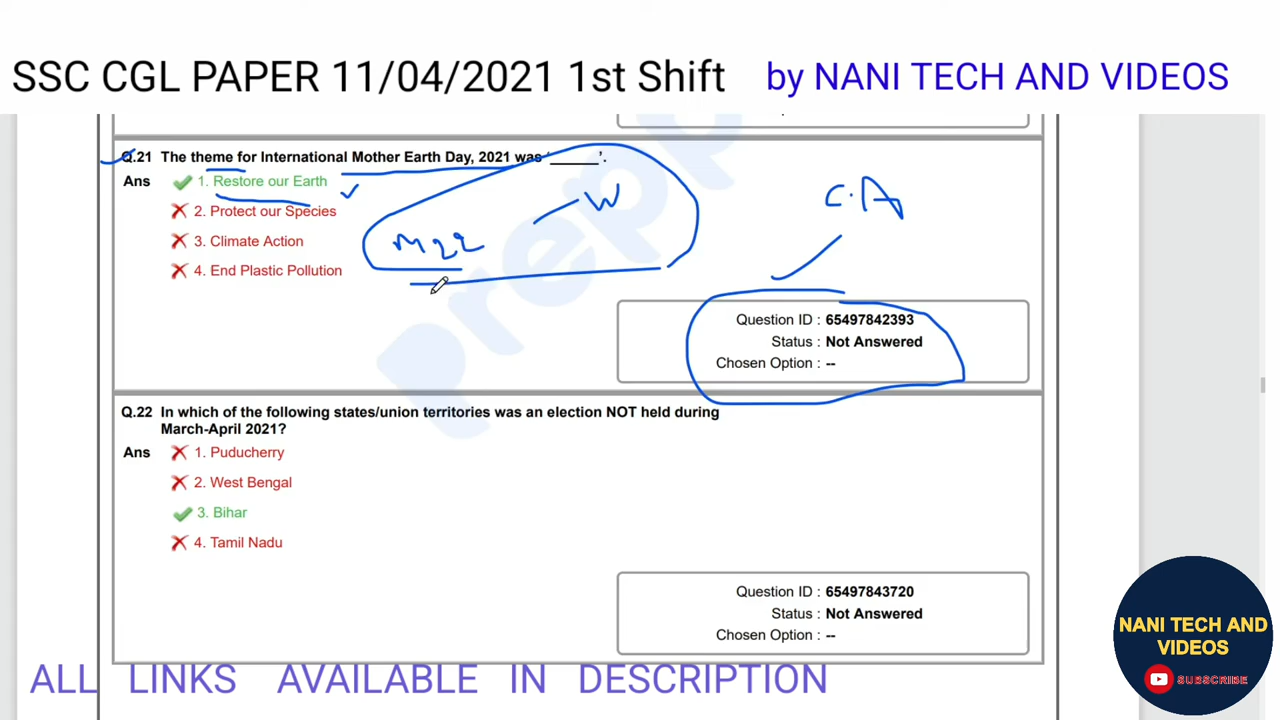 SSC CGL PAPER 11/04/2021 1st Shift by NANI TECH AND VIDEOS
Q.21 The theme for International Mother Earth Day, 2021 was '______'.
Ans 1. Restore our Earth
2. Protect our Species
3. Climate Action
4. End Plastic Pollution
W
M 22
C.A
prepp
Question ID : 65497842393
Status : Not Answered
Chosen Option : --
Q.22 In which of the following states/union territories was an election NOT held during
March-April 2021?
Ans 1. Puducherry
2. West Bengal
3. Bihar
4. Tamil Nadu
Question ID : 65497843720
Status : Not Answered
Chosen Option : --
NANI TECH AND
VIDEOS
SUBSCRIBE
ALL LINKS AVAILABLE IN DESCRIPTION